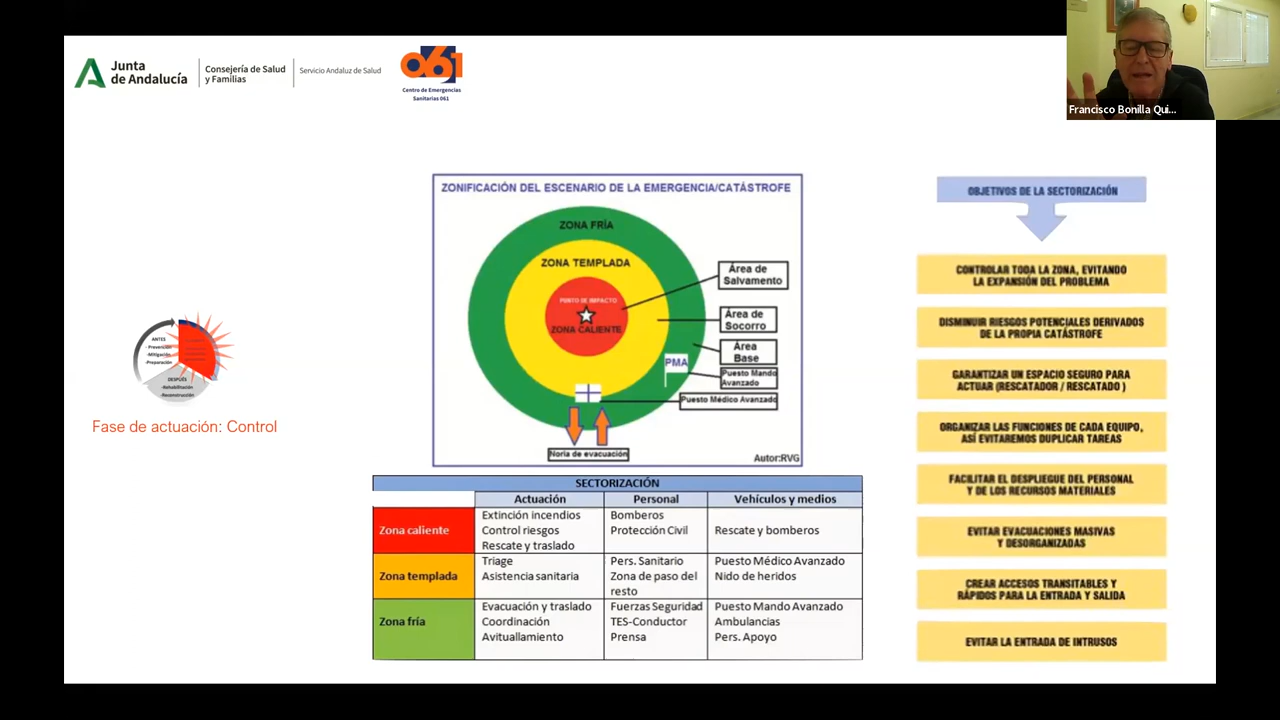 Junta
de Andalucía
Consejería de Salud
y Familias
Servicio Andaluz de Salud
061
Centro de Emergencias
Sanitarias 061
Francisco Bonilla Qui...
ANTES
- Prevención
-Mitigación
-Preparación
DESPUÉS
-Rehabilitación
-Reconstrucción
Fase de actuación: Control
ZONIFICACIÓN DEL ESCENARIO DE LA EMERGENCIA/CATÁSTROFE
ZONA FRÍA
ZONA TEMPLADA
PUNTO DE IMPACTO
ZONA CALIENTE
Área de
Salvamento
Área de
Socorro
Área
Base
PMA
Puesto Mando
Avanzado
Puesto Médico Avanzado
Noria de evacuación
Autor:RVG
SECTORIZACIÓN
Actuación Personal Vehículos y medios
Zona caliente
Extinción incendios
Control riesgos
Rescate y traslado
Bomberos
Protección Civil
Rescate y bomberos
Zona templada
Triage
Asistencia sanitaria
Pers. Sanitario
Zona de paso del
resto
Puesto Médico Avanzado
Nido de heridos
Zona fría
Evacuación y traslado
Coordinación
Avituallamiento
Fuerzas Seguridad
TES-Conductor
Prensa
Puesto Mando Avanzado
Ambulancias
Pers. Apoyo
OBJETIVOS DE LA SECTORIZACIÓN
CONTROLAR TODA LA ZONA, EVITANDO
LA EXPANSIÓN DEL PROBLEMA
DISMINUIR RIESGOS POTENCIALES DERIVADOS
DE LA PROPIA CATÁSTROFE
GARANTIZAR UN ESPACIO SEGURO PARA
ACTUAR (RESCATADOR / RESCATADO )
ORGANIZAR LAS FUNCIONES DE CADA EQUIPO,
ASÍ EVITAREMOS DUPLICAR TAREAS
FACILITAR EL DESPLIEGUE DEL PERSONAL
Y DE LOS RECURSOS MATERIALES
EVITAR EVACUACIONES MASIVAS
Y DESORGANIZADAS
CREAR ACCESOS TRANSITABLES Y
RÁPIDOS PARA LA ENTRADA Y SALIDA
EVITAR LA ENTRADA DE INTRUSOS